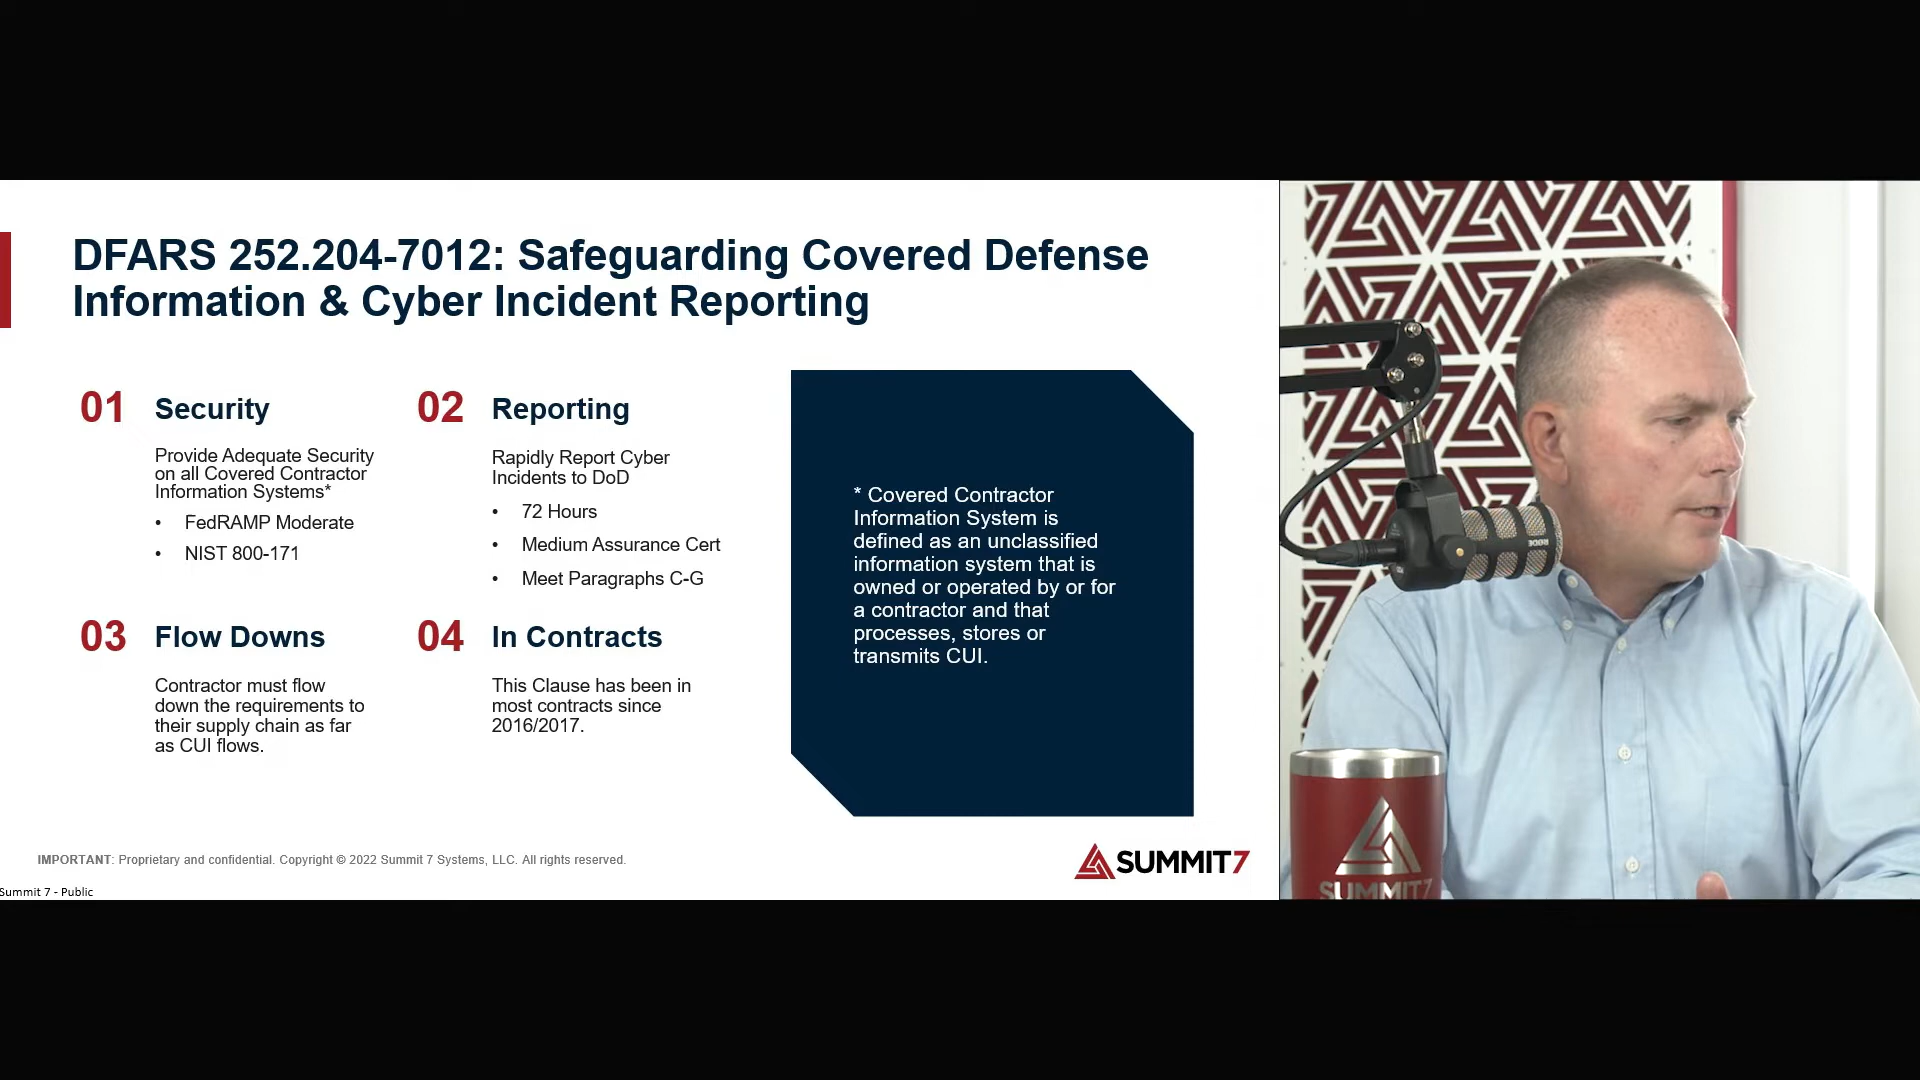 DFARS 252.204-7012: Safeguarding Covered Defense
Information & Cyber Incident Reporting
01 Security
Provide Adequate Security
on all Covered Contractor
Information Systems*
• FedRAMP Moderate
• NIST 800-171
02 Reporting
Rapidly Report Cyber
Incidents to DoD
• 72 Hours
• Medium Assurance Cert
• Meet Paragraphs C-G
03 Flow Downs
Contractor must flow
down the requirements to
their supply chain as far
as CUI flows.
04 In Contracts
This Clause has been in
most contracts since
2016/2017.
* Covered Contractor
Information System is
defined as an unclassified
information system that is
owned or operated by or for
a contractor and that
processes, stores or
transmits CUI.
IMPORTANT: Proprietary and confidential. Copyright © 2022 Summit 7 Systems, LLC. All rights reserved.
SUMMIT7
Summit 7 - Public
RØDE
SUMMIT7